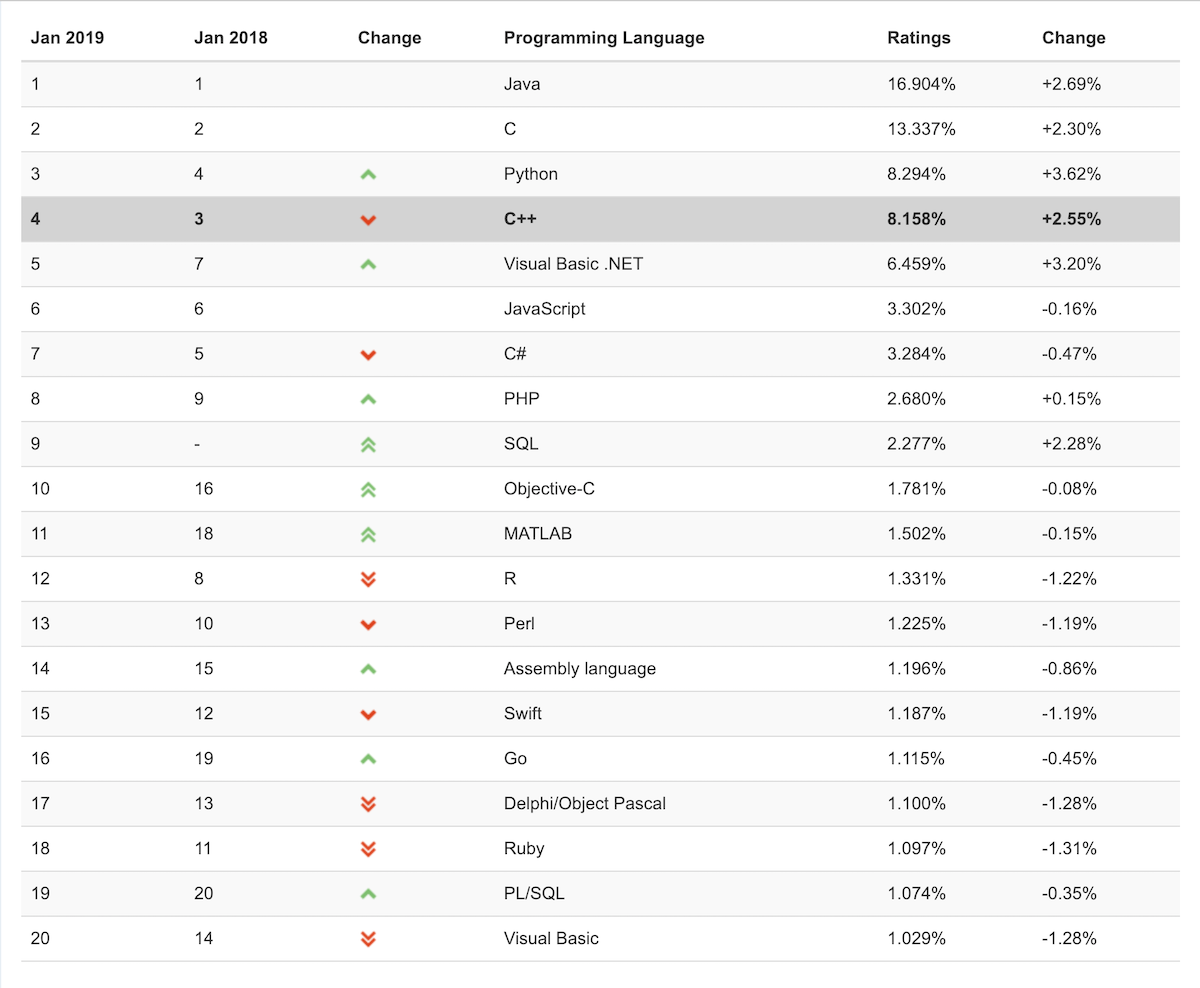 Jan 2019 Jan 2018 Change Programming Language Ratings Change
1 1 Java 16.904% +2.69%
2 2 C 13.337% +2.30%
3 4 Python 8.294% +3.62%
4 3 C++ 8.158% +2.55%
5 7 Visual Basic .NET 6.459% +3.20%
6 6 JavaScript 3.302% -0.16%
7 5 C# 3.284% -0.47%
8 9 PHP 2.680% +0.15%
9 - SQL 2.277% +2.28%
10 16 Objective-C 1.781% -0.08%
11 18 MATLAB 1.502% -0.15%
12 8 R 1.331% -1.22%
13 10 Perl 1.225% -1.19%
14 15 Assembly language 1.196% -0.86%
15 12 Swift 1.187% -1.19%
16 19 Go 1.115% -0.45%
17 13 Delphi/Object Pascal 1.100% -1.28%
18 11 Ruby 1.097% -1.31%
19 20 PL/SQL 1.074% -0.35%
20 14 Visual Basic 1.029% -1.28%